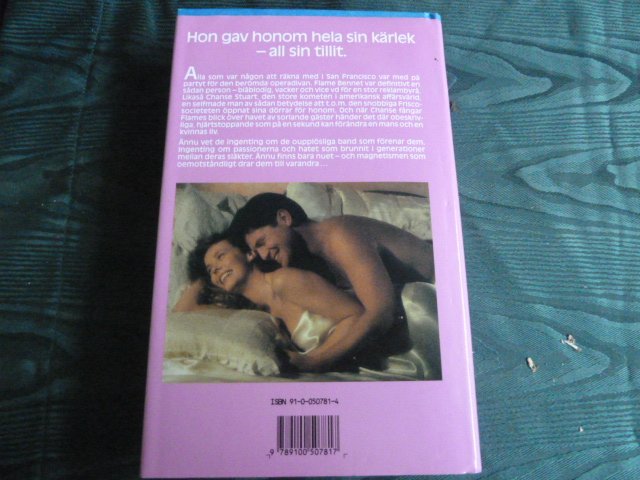 Hon gav honom hela sin kärlek
– all sin tillit.
Alla som var någon att räkna med i San Francisco var med på
partyt för den berömda operadivan. Flame Bennet var definitivt en
sådan person – blåblodig, vacker och vice vd för en stor reklambyrå.
Likaså Chanse Stuart, den store kometen i amerikansk affärsvärld,
en selfmade man av sådan betydelse att t.o.m. den snobbiga Frisco-
societeten öppnat sina dörrar för honom. Och när Chanse fångar
Flames blick över havet av sorlande gäster händer det där obeskriv-
liga, hjärtstoppande som på en sekund kan förändra en mans och en
kvinnas liv.
Ännu vet de ingenting om de oupplösliga band som förenar dem,
ingenting om passionerna och hatet som brunnit i generationer
mellan deras släkter. Ännu finns bara nuet – och magnetismen som
oemotståndligt drar dem till varandra ...
ISBN 91-0-050781-4
9 789100 507817